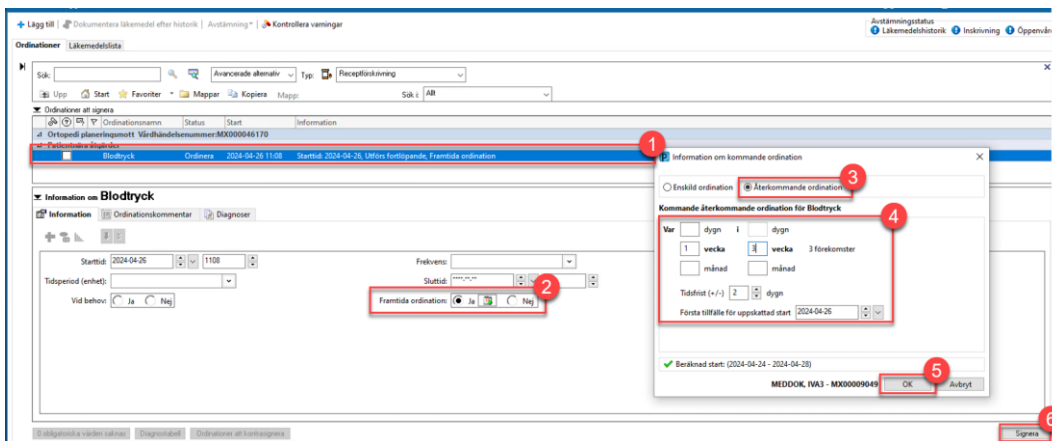 Lägg till | Dokumentera läkemedel efter historik | Avstämning | Kontrollera varningar
Avstämningsstatus
Läkemedelshistorik Inskrivning Öppenvård
Ordinationer Läkemedelslista
Sök: Avancerade alternativ Typ: Receptförskrivning
Upp Start Favoriter Mappar Kopiera Mapp: Sök i: Allt
Ordinationer att signera
Ordinationsnamn Status Start Information
Ortopedi planeringsmott Vårdhändelsenummer:MX000046170
Patientnära åtgärder
Blodtryck Ordinera 2024-04-26 11:08 Starttid: 2024-04-26, Utförs fortlöpande, Framtida ordination
1
Information om Blodtryck
Information Ordinationskommentar Diagnoser
Starttid: 2024-04-26 1108 Frekvens:
Tidsperiod (enhet): Sluttid: ****-**-**
Vid behov: Ja Nej Framtida ordination: Ja Nej
2
Information om kommande ordination
Enskild ordination Återkommande ordination
3
Kommande återkommande ordination för Blodtryck
4
Var dygn i dygn
1 vecka 3 vecka 3 förekomster
månad månad
Tidsfrist (+/-) 2 dygn
Första tillfälle för uppskattad start 2024-04-26
Beräknad start: (2024-04-24 - 2024-04-28)
MEDDOK, IVA3 - MX00009049 OK Avbryt
5
0 obligatoriska värden saknas Diagnostabell Ordinationer att kontrasignera Signera
6